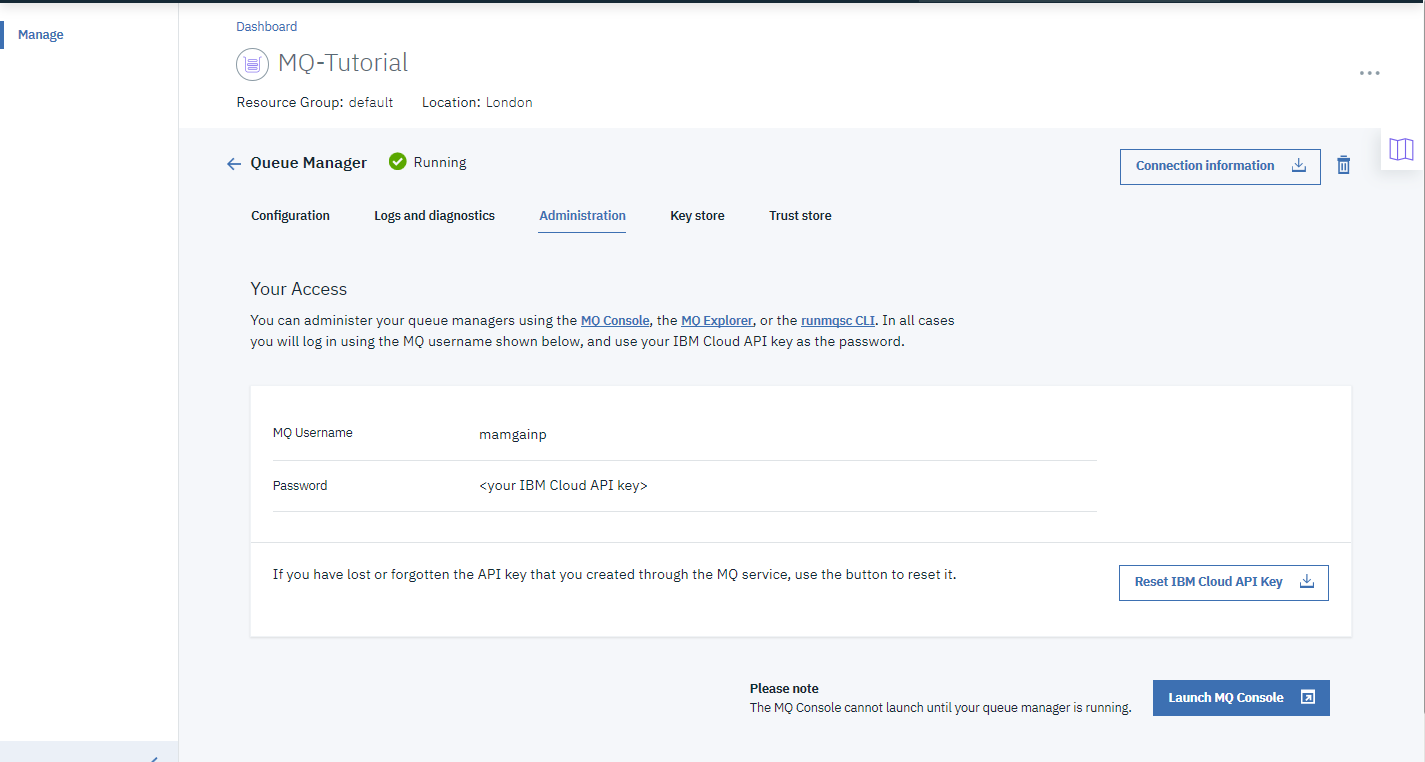 Manage
Dashboard
MQ-Tutorial
Resource Group: default Location: London
Queue Manager Running
Connection information
Configuration Logs and diagnostics Administration Key store Trust store
Your Access
You can administer your queue managers using the MQ Console, the MQ Explorer, or the runmqsc CLI. In all cases
you will log in using the MQ username shown below, and use your IBM Cloud API key as the password.
MQ Username mamgainp
Password <your IBM Cloud API key>
If you have lost or forgotten the API key that you created through the MQ service, use the button to reset it.
Reset IBM Cloud API Key
Please note
The MQ Console cannot launch until your queue manager is running.
Launch MQ Console